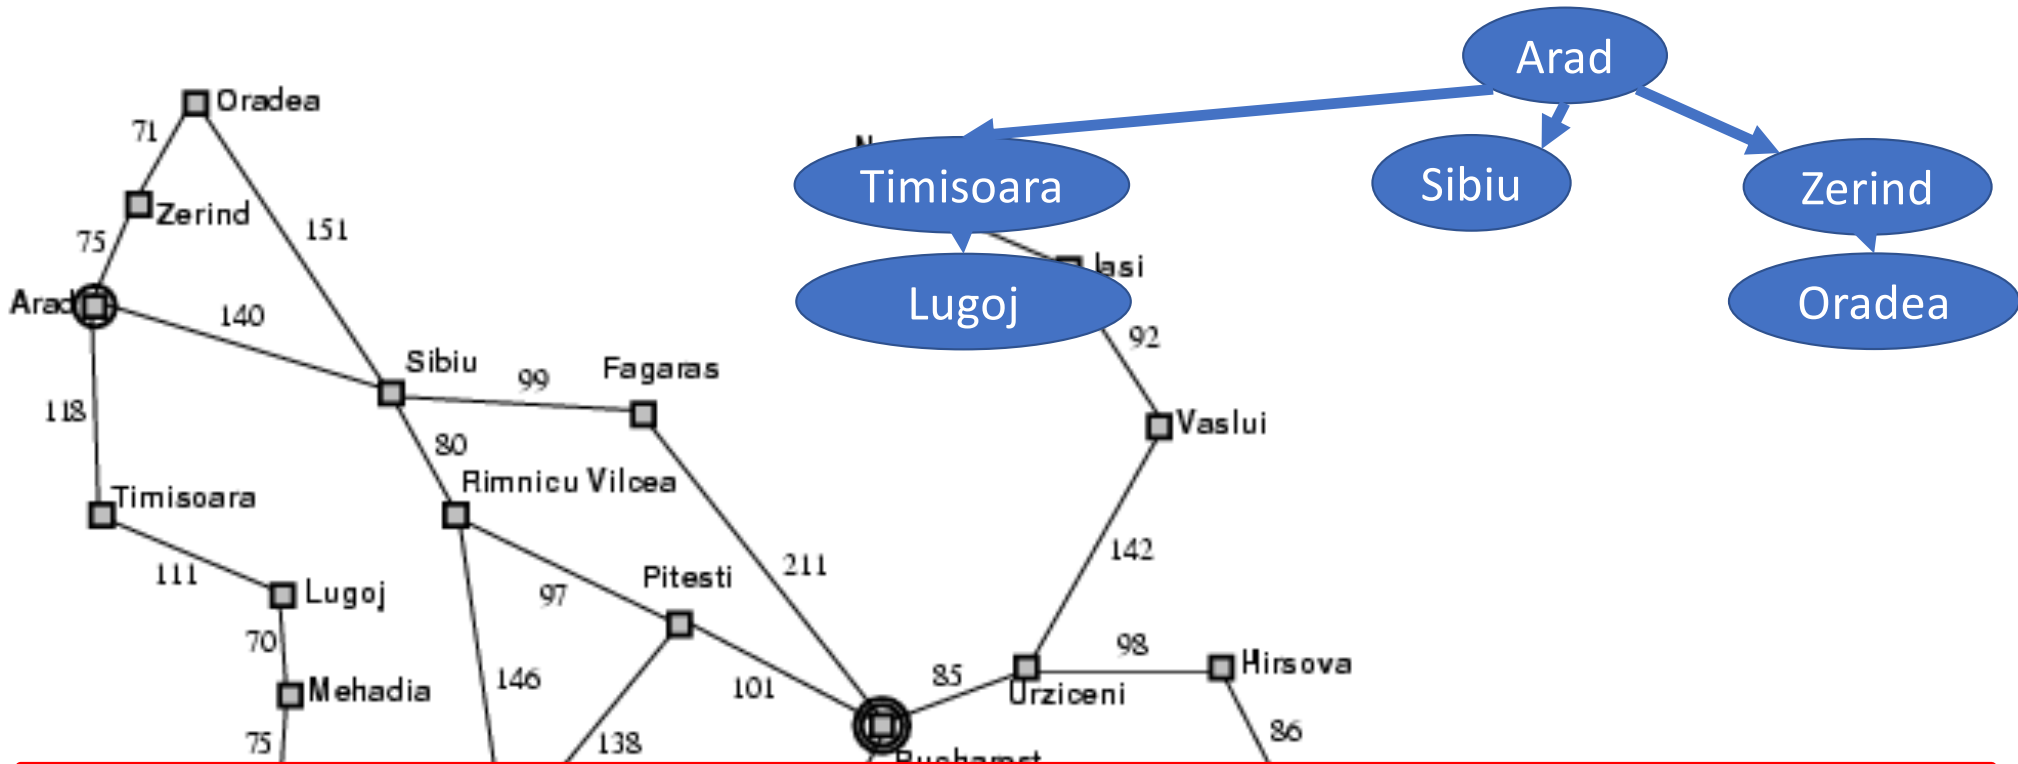 Arad
Oradea
71
Timisoara
Sibiu
Zerind
Zerind
151
75
Iasi
Lugoj
Oradea
Arad
140
92
Sibiu
99
Fagaras
118
Vaslui
80
Rimnicu Vilcea
Timisoara
142
111
211
Pitesti
Lugoj
97
70
98
Hirsova
146
101
85
Urziceni
Mehadia
75
138
86
Bucharest